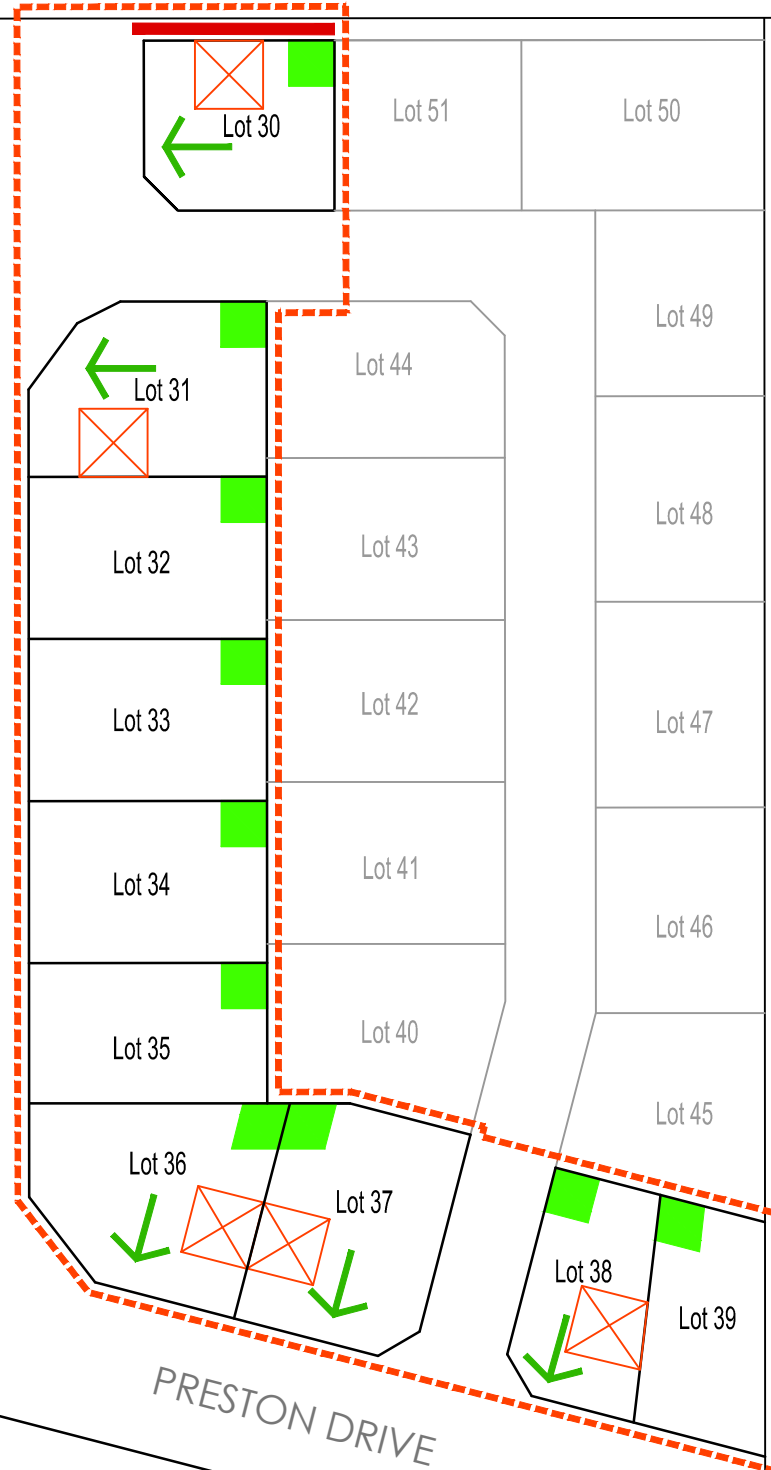 Lot 51
Lot 50
Lot 30
Lot 49
Lot 44
Lot 31
Lot 48
Lot 43
Lot 32
Lot 42
Lot 33
Lot 47
Lot 41
Lot 34
Lot 46
Lot 40
Lot 35
Lot 45
Lot 36
Lot 37
Lot 38
Lot 39
PRESTON DRIVE